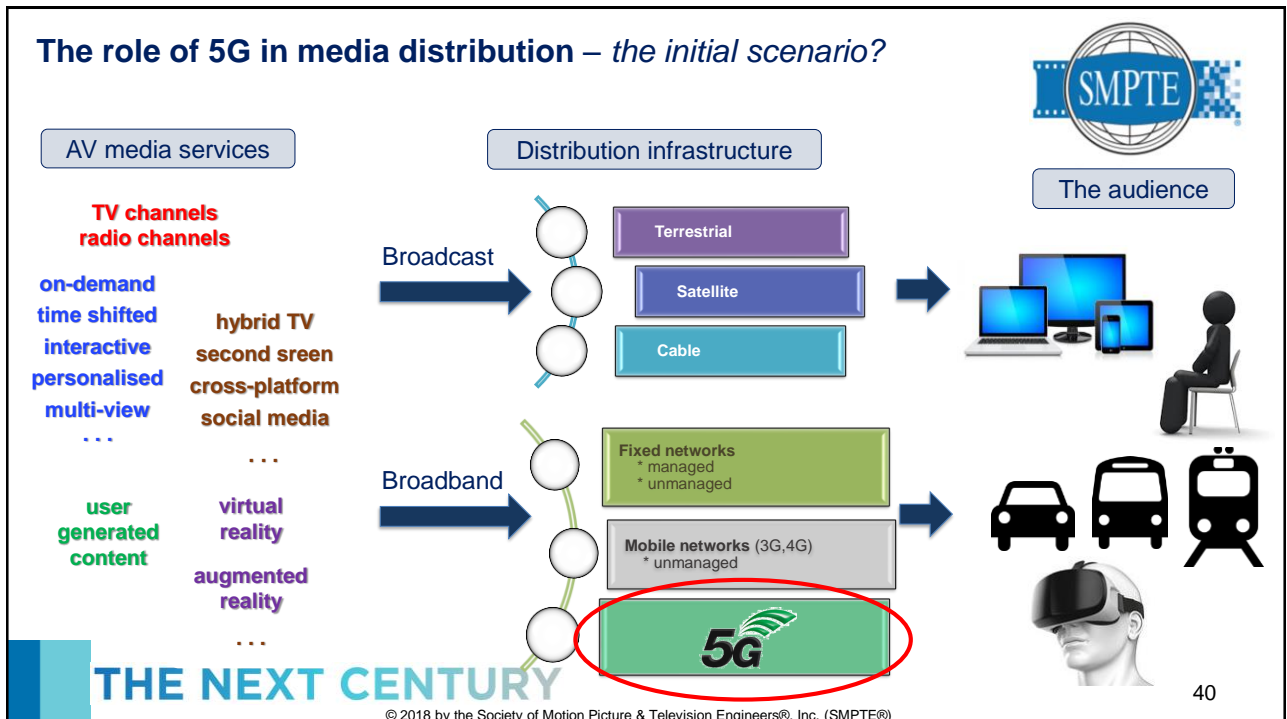 The role of 5G in media distribution – the initial scenario?
SMPTE
AV media services
Distribution infrastructure
The audience
TV channels
radio channels
on-demand
time shifted
interactive
personalised
multi-view
. . .
hybrid TV
second sreen
cross-platform
social media
. . .
user
generated
content
virtual
reality
augmented
reality
. . .
Broadcast
Terrestrial
Satellite
Cable
Broadband
Fixed networks
* managed
* unmanaged
Mobile networks (3G,4G)
* unmanaged
5G
THE NEXT CENTURY
40
© 2018 by the Society of Motion Picture & Television Engineers®, Inc. (SMPTE®)